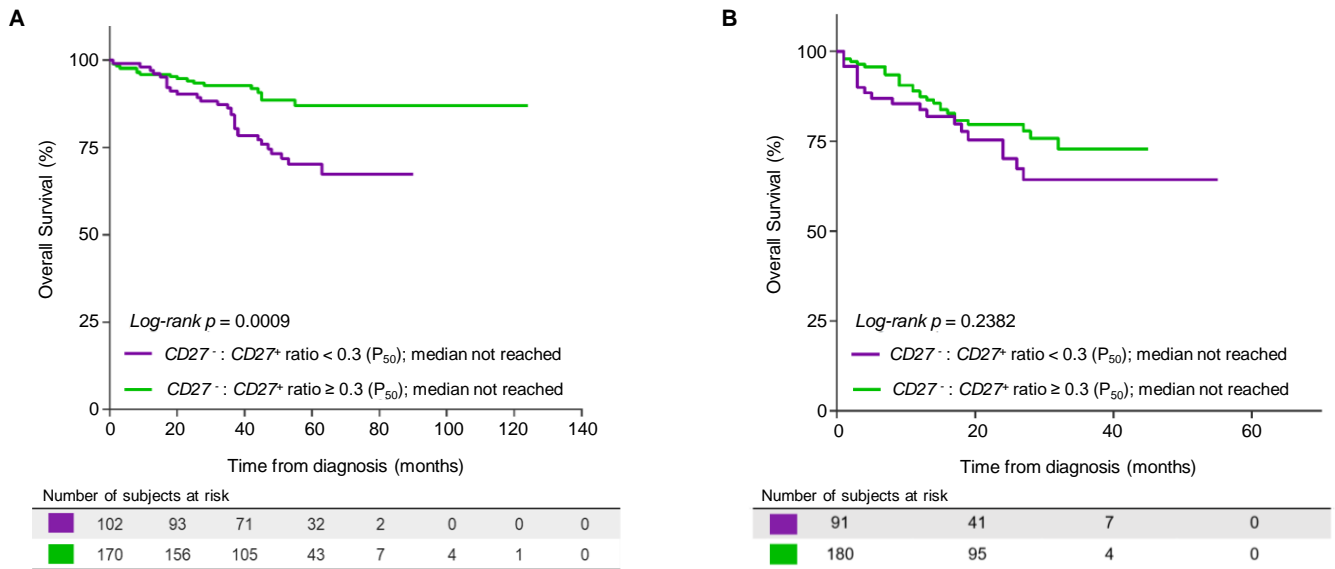 A
100
75
50
25
0
Overall Survival (%)
Log-rank p = 0.0009
CD27⁻ : CD27⁺ ratio < 0.3 (P₅₀); median not reached
CD27⁻ : CD27⁺ ratio ≥ 0.3 (P₅₀); median not reached
0 20 40 60 80 100 120 140
Time from diagnosis (months)
Number of subjects at risk
102 93 71 32 2 0 0 0
170 156 105 43 7 4 1 0
B
100
75
50
25
0
Overall Survival (%)
Log-rank p = 0.2382
CD27⁻ : CD27⁺ ratio < 0.3 (P₅₀); median not reached
CD27⁻ : CD27⁺ ratio ≥ 0.3 (P₅₀); median not reached
0 20 40 60
Time from diagnosis (months)
Number of subjects at risk
91 41 7 0
180 95 4 0